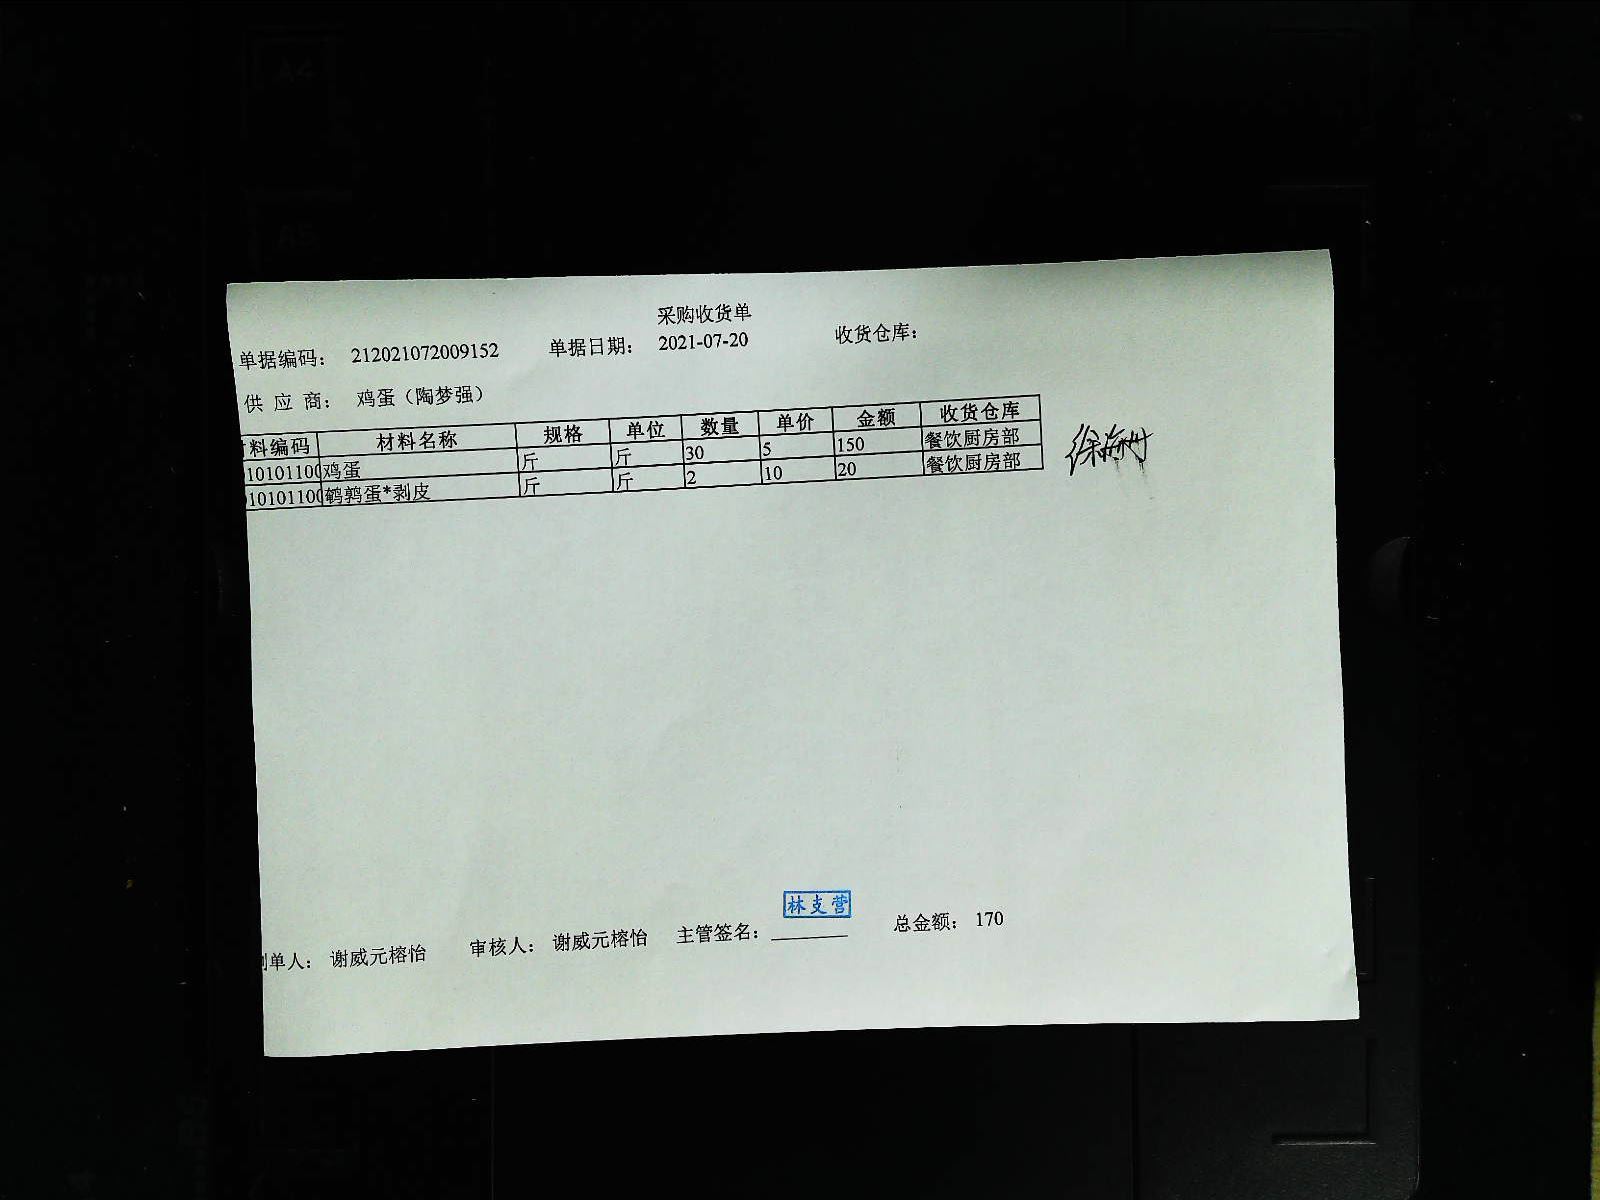 采购收货单
单据编码： 212021072009152 单据日期： 2021-07-20 收货仓库：
供 应 商： 鸡蛋（陶梦强）
料编码 材料名称 规格 单位 数量 单价 金额 收货仓库
10101100 鸡蛋 斤 斤 30 5 150 餐饮厨房部
10101100 鹌鹑蛋*剥皮 斤 斤 2 10 20 餐饮厨房部
林支营
单人： 谢威元榕怡 审核人： 谢威元榕怡 主管签名： 总金额： 170